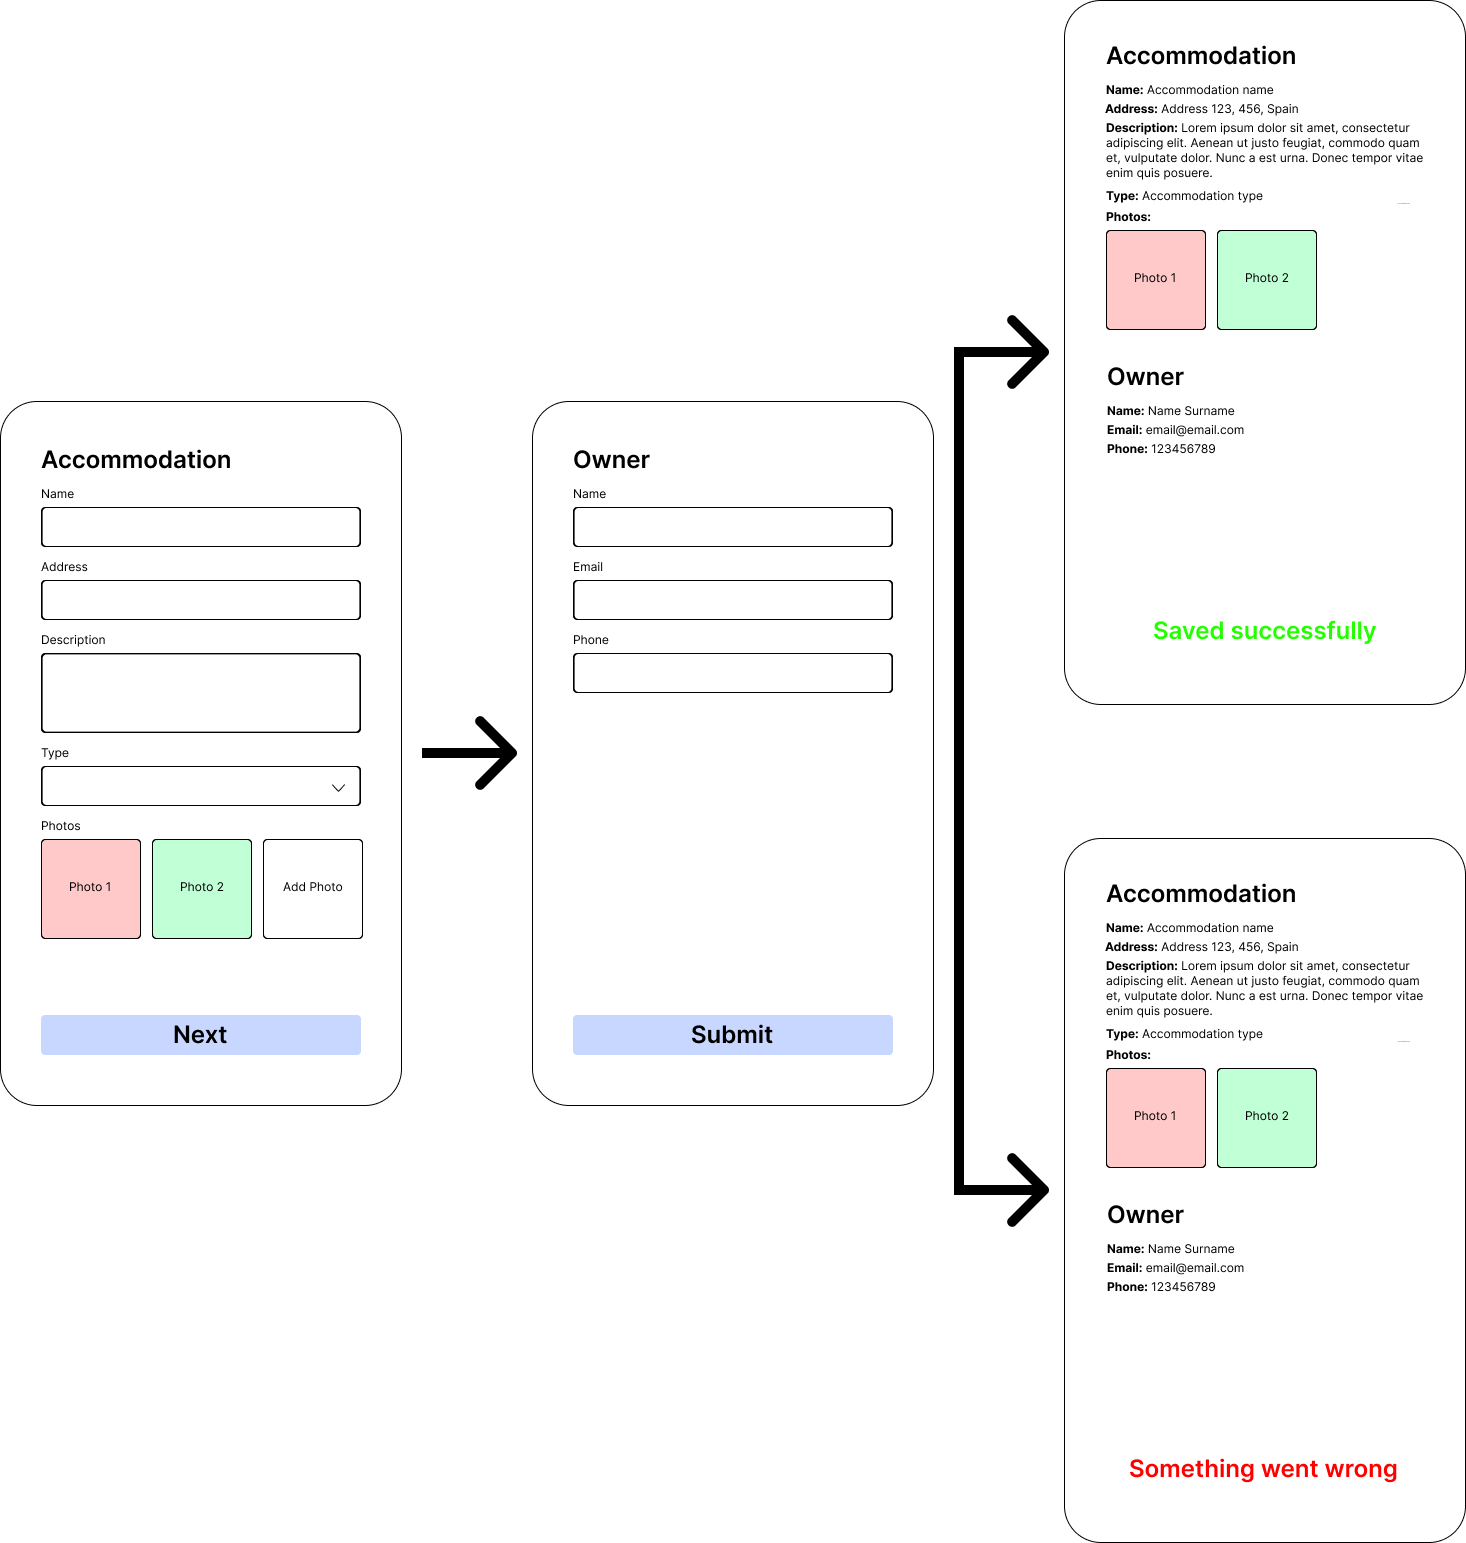 Accommodation
Name
Address
Description
Type
Photos
Photo 1
Photo 2
Add Photo
Next
Owner
Name
Email
Phone
Submit
Accommodation
Name: Accommodation name
Address: Address 123, 456, Spain
Description: Lorem ipsum dolor sit amet, consectetur
adipiscing elit. Aenean ut justo feugiat, commodo quam
et, vulputate dolor. Nunc a est urna. Donec tempor vitae
enim quis posuere.
Type: Accommodation type
Photos:
Photo 1
Photo 2
Owner
Name: Name Surname
Email: email@email.com
Phone: 123456789
Saved successfully
Accommodation
Name: Accommodation name
Address: Address 123, 456, Spain
Description: Lorem ipsum dolor sit amet, consectetur
adipiscing elit. Aenean ut justo feugiat, commodo quam
et, vulputate dolor. Nunc a est urna. Donec tempor vitae
enim quis posuere.
Type: Accommodation type
Photos:
Photo 1
Photo 2
Owner
Name: Name Surname
Email: email@email.com
Phone: 123456789
Something went wrong